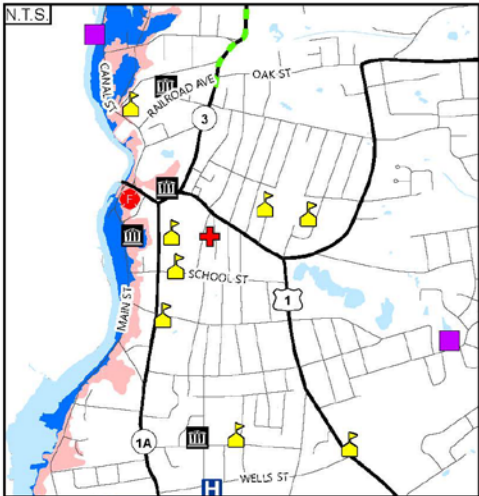 N.T.S.
CANAL ST
RAILROAD AVE
OAK ST
3
F
SCHOOL ST
MAIN ST
1
1A
WELLS ST
H